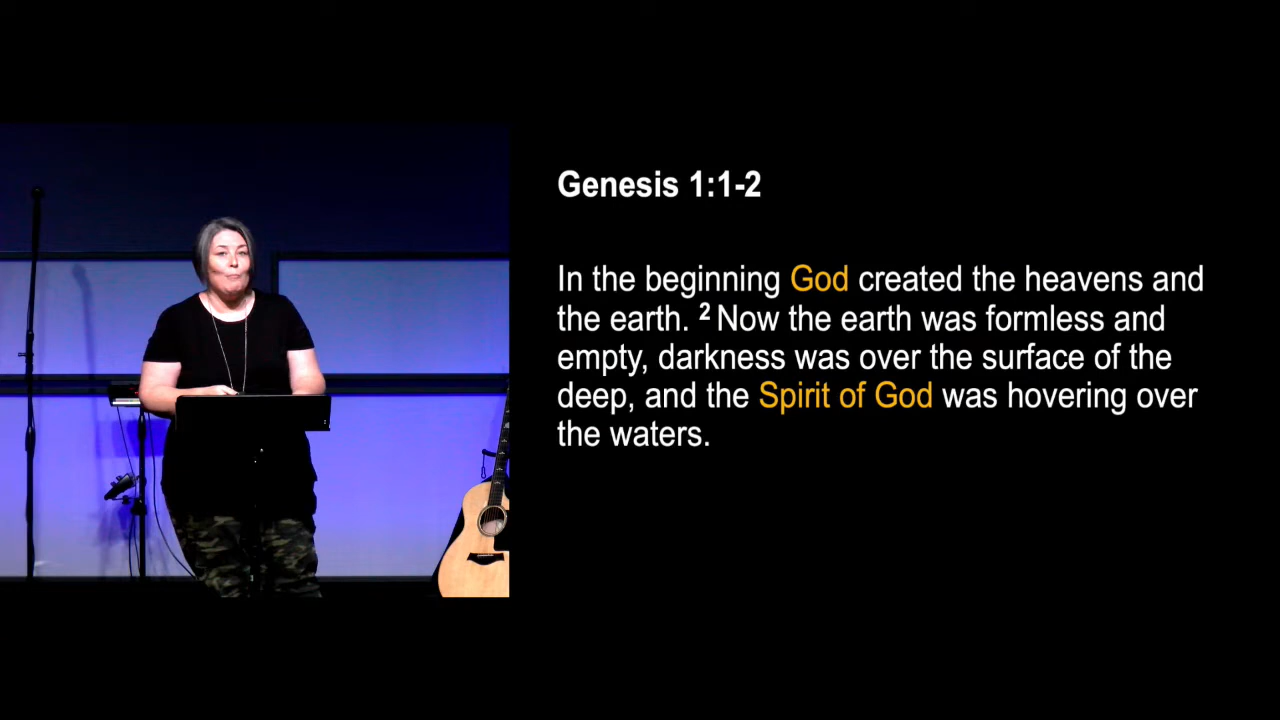 Genesis 1:1-2
In the beginning God created the heavens and
the earth. ² Now the earth was formless and
empty, darkness was over the surface of the
deep, and the Spirit of God was hovering over
the waters.